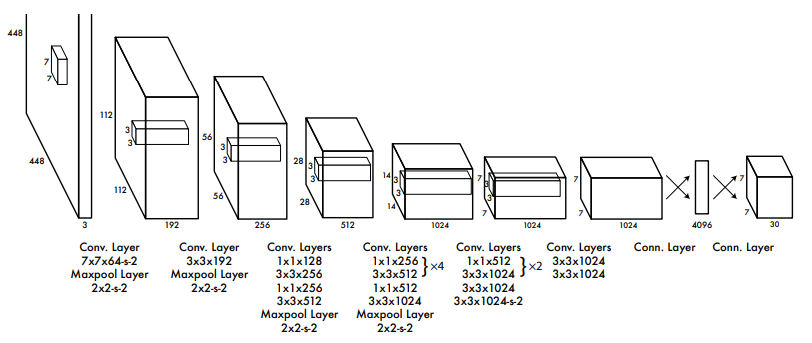 448
7
7
448
3
112
3
3
112
192
56
3
3
56
256
28
3
3
28
512
14
3
3
14
1024
7
3
3
7
1024
7
7
1024
4096
7
7
30
Conv. Layer
7x7x64-s-2
Maxpool Layer
2x2-s-2
Conv. Layer
3x3x192
Maxpool Layer
2x2-s-2
Conv. Layers
1x1x128
3x3x256
1x1x256
3x3x512
Maxpool Layer
2x2-s-2
Conv. Layers
1x1x256
3x3x512
}×4
1x1x512
3x3x1024
Maxpool Layer
2x2-s-2
Conv. Layers
1x1x512
3x3x1024
}×2
3x3x1024
3x3x1024-s-2
Conv. Layers
3x3x1024
3x3x1024
Conn. Layer
Conn. Layer